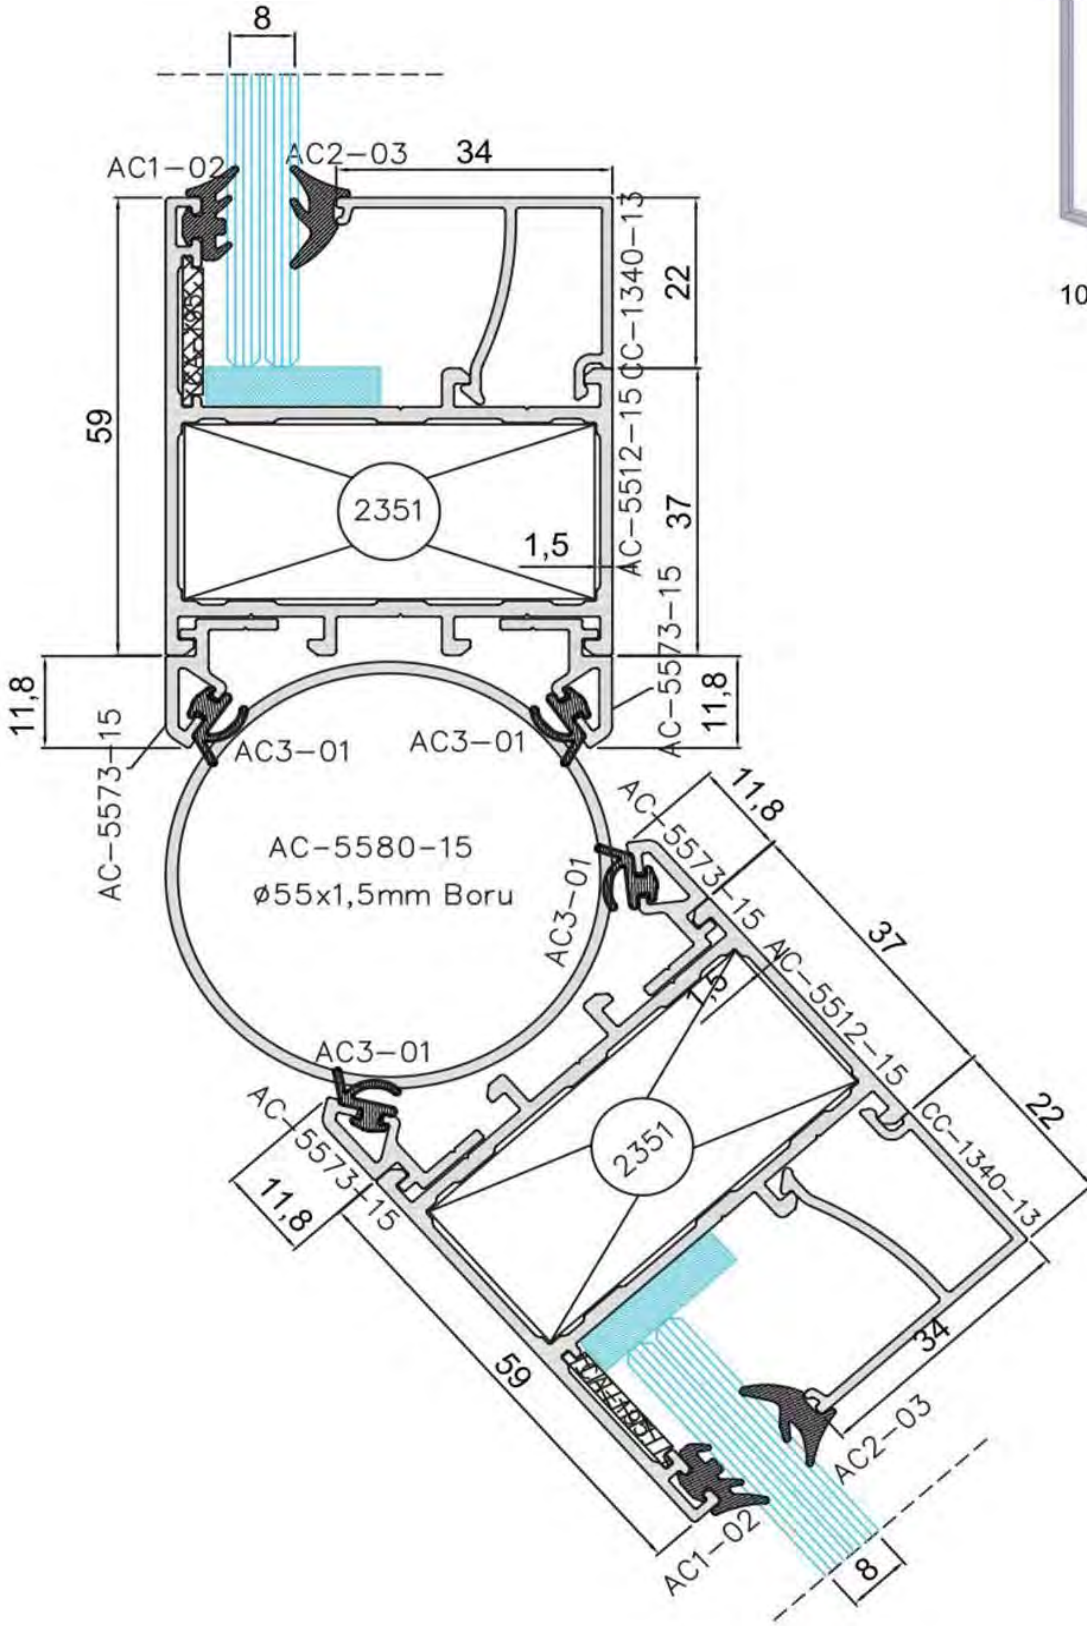 8
AC1-02
AC2-03
34
CC-1340-13
22
59
AC-5512-15
37
2351
1,5
11,8
AC-5573-15
11,8
AC-5573-15
AC3-01
AC3-01
10
AC-5580-15
ø55x1,5mm Boru
AC3-01
AC3-01
AC-5573-15
11,8
37
AC-5512-15
1,5
22
CC-1340-13
2351
AC-5573-15
11,8
59
34
AC2-03
AC1-02
8